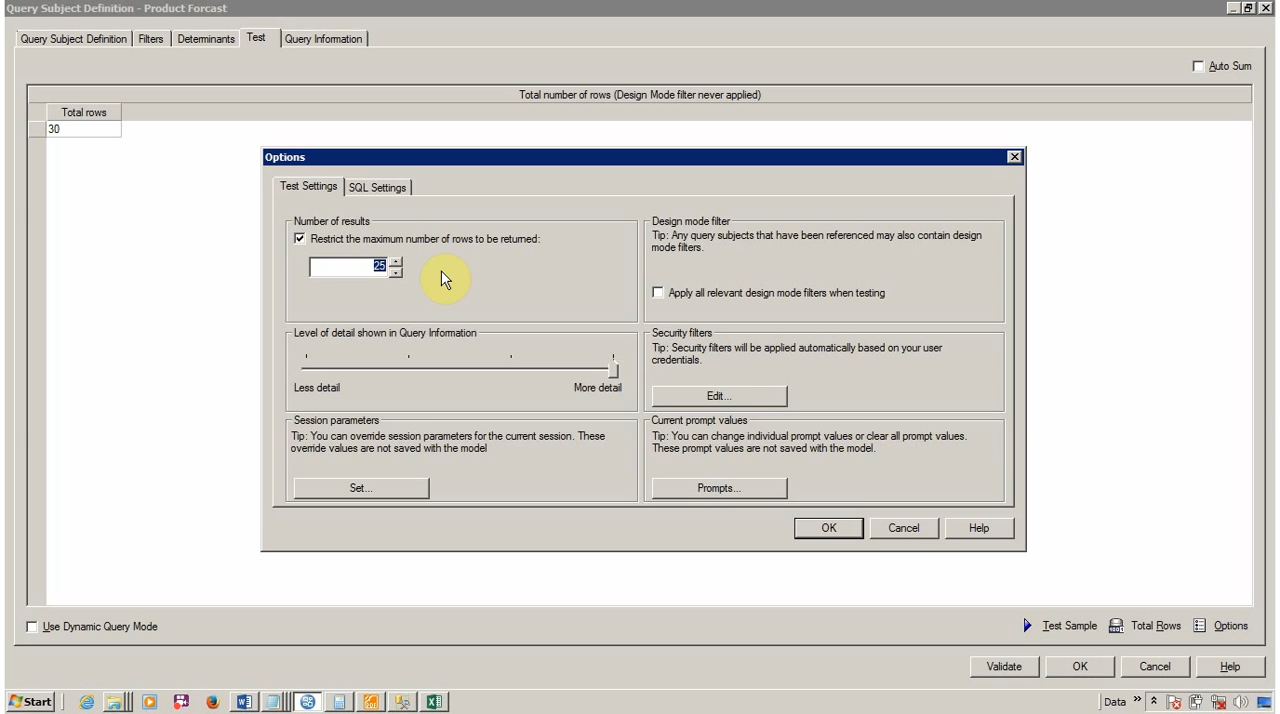 Query Subject Definition - Product Forcast
Query Subject Definition Filters Determinants Test Query Information
Auto Sum
Total number of rows (Design Mode filter never applied)
Total rows
30
Options
Test Settings SQL Settings
Number of results
Restrict the maximum number of rows to be returned:
25
Design mode filter
Tip: Any query subjects that have been referenced may also contain design
mode filters.
Apply all relevant design mode filters when testing
Level of detail shown in Query Information
Less detail More detail
Security filters
Tip: Security filters will be applied automatically based on your user
credentials.
Edit...
Session parameters
Tip: You can override session parameters for the current session. These
override values are not saved with the model
Set...
Current prompt values
Tip: You can change individual prompt values or clear all prompt values.
These prompt values are not saved with the model.
Prompts...
OK Cancel Help
Use Dynamic Query Mode
Test Sample Total Rows Options
Validate OK Cancel Help
Start Data